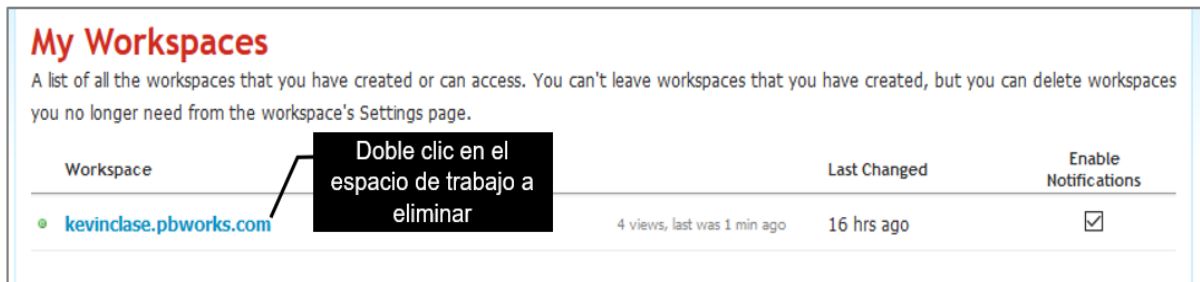 My Workspaces
A list of all the workspaces that you have created or can access. You can't leave workspaces that you have created, but you can delete workspaces
you no longer need from the workspace's Settings page.
Doble clic en el
espacio de trabajo a
eliminar
Workspace
Last Changed
Enable
Notifications
kevinclase.pbworks.com
4 views, last was 1 min ago
16 hrs ago